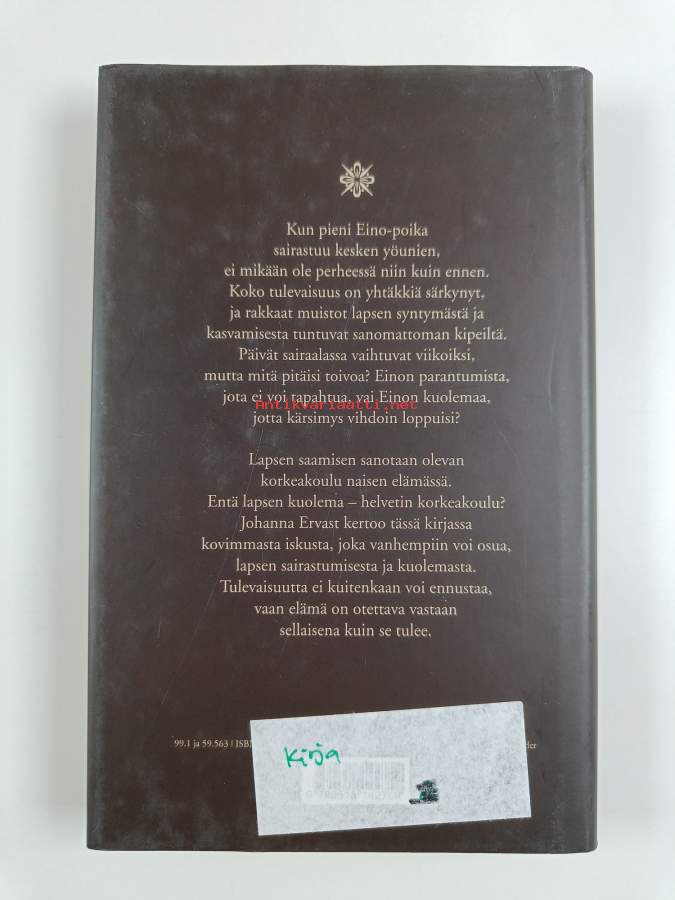 Kun pieni Eino-poika
sairastuu kesken yöunien,
ei mikään ole perheessä niin kuin ennen.
Koko tulevaisuus on yhtäkkiä särkynyt,
ja rakkaat muistot lapsen syntymästä ja
kasvamisesta tuntuvat sanomattoman kipeiltä.
Päivät sairaalassa vaihtuvat viikoiksi,
mutta mitä pitäisi toivoa? Einon parantumista,
jota ei voi tapahtua, vai Einon kuolemaa,
Antikvariaatti.net
jotta kärsimys vihdoin loppuisi?
Lapsen saamisen sanotaan olevan
korkeakoulu naisen elämässä.
Entä lapsen kuolema – helvetin korkeakoulu?
Johanna Ervast kertoo tässä kirjassa
kovimmasta iskusta, joka vanhempiin voi osua,
lapsen sairastumisesta ja kuolemasta.
Tulevaisuutta ei kuitenkaan voi ennustaa,
vaan elämä on otettava vastaan
sellaisena kuin se tulee.
99.1 ja 59.563 | ISB
Kirja